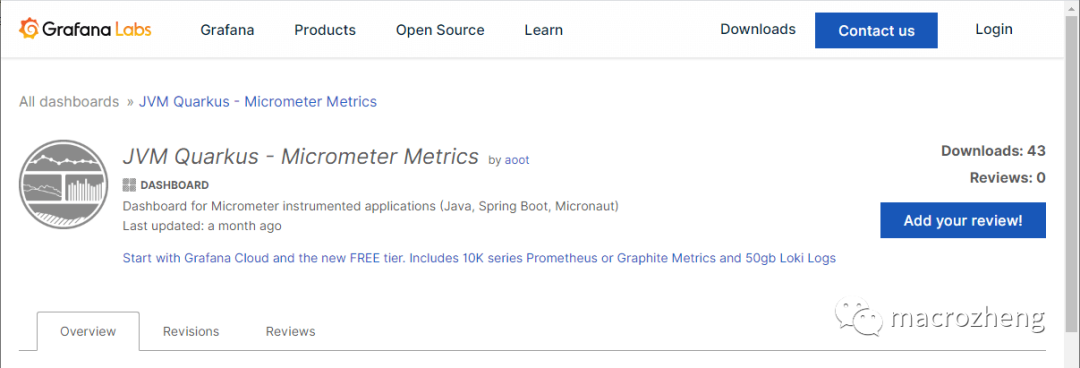 Grafana Labs Grafana Products Open Source Learn Downloads Contact us Login
All dashboards » JVM Quarkus - Micrometer Metrics
JVM Quarkus - Micrometer Metrics by aoot
DASHBOARD
Dashboard for Micrometer instrumented applications (Java, Spring Boot, Micronaut)
Last updated: a month ago
Start with Grafana Cloud and the new FREE tier. Includes 10K series Prometheus or Graphite Metrics and 50gb Loki Logs
Downloads: 43
Reviews: 0
Add your review!
Overview Revisions Reviews
macrozheng